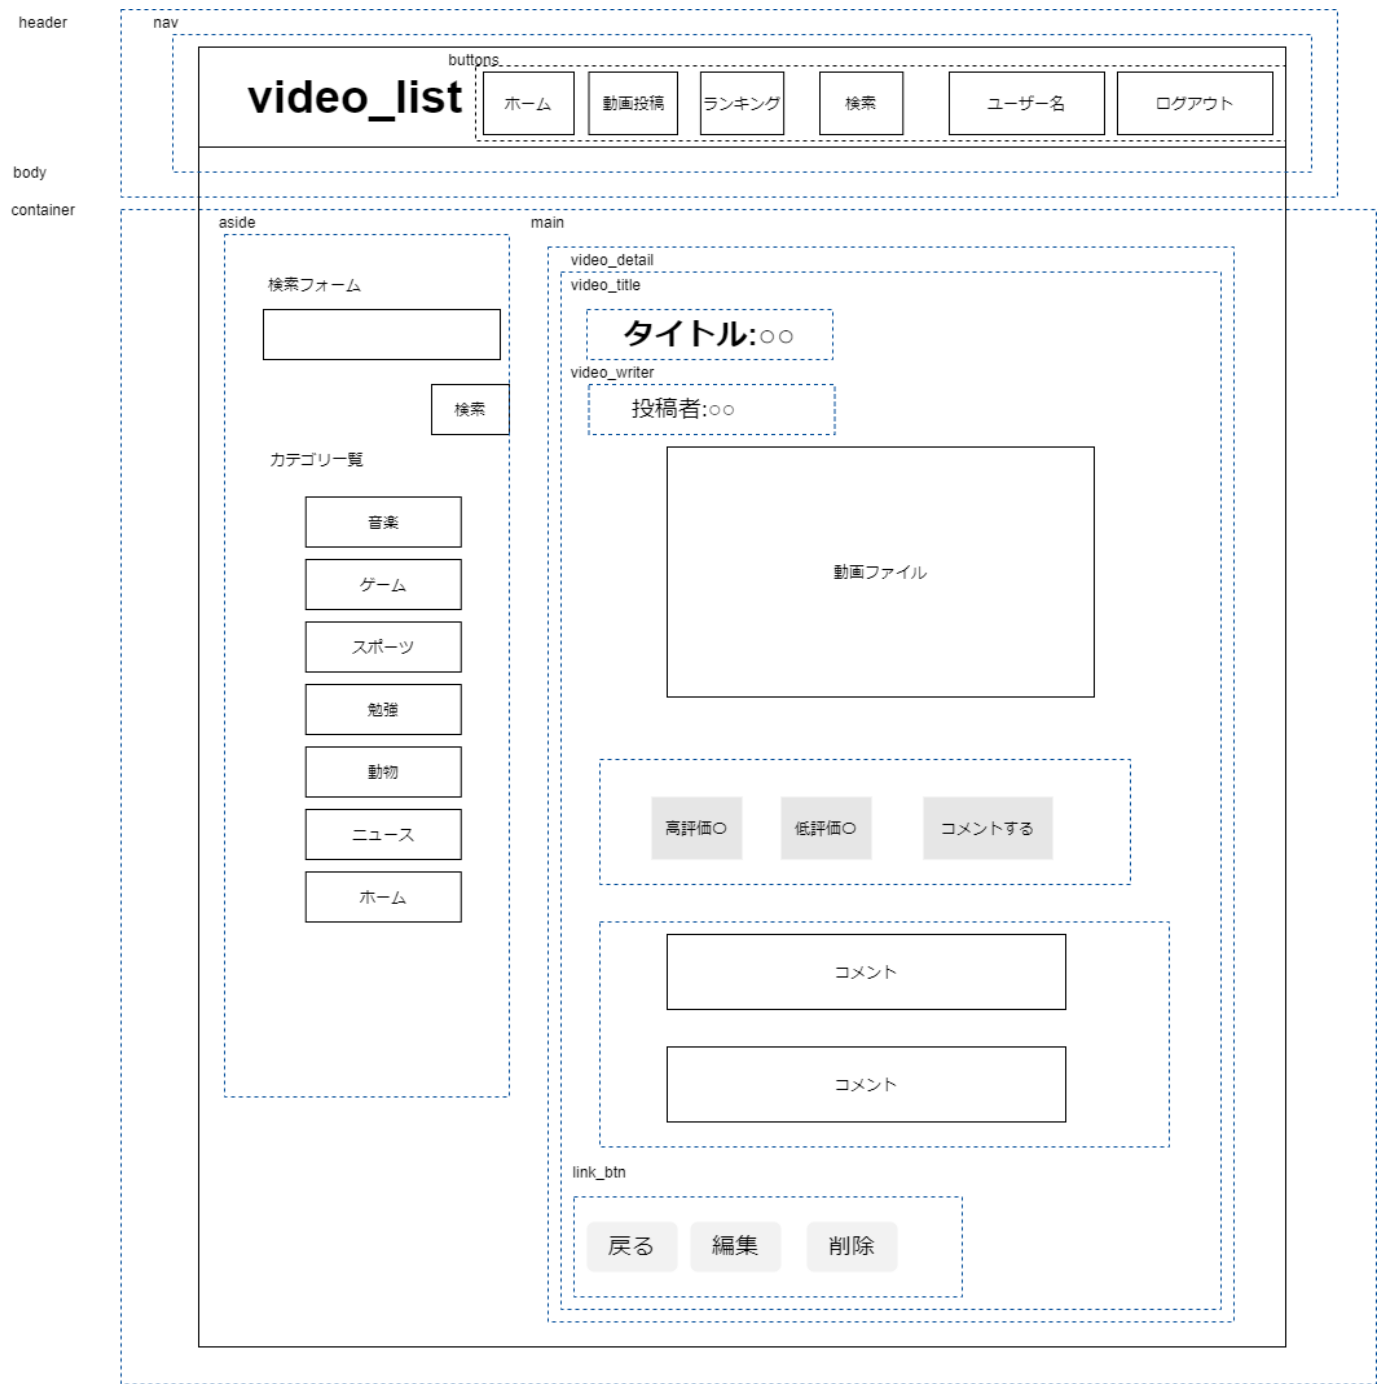 header
nav
buttons
video_list
ホーム
動画投稿
ランキング
検索
ユーザー名
ログアウト
body
container
aside
main
検索フォーム
検索
カテゴリ一覧
音楽
ゲーム
スポーツ
勉強
動物
ニュース
ホーム
video_detail
video_title
タイトル:○○
video_writer
投稿者:○○
動画ファイル
高評価〇
低評価〇
コメントする
コメント
コメント
link_btn
戻る
編集
削除